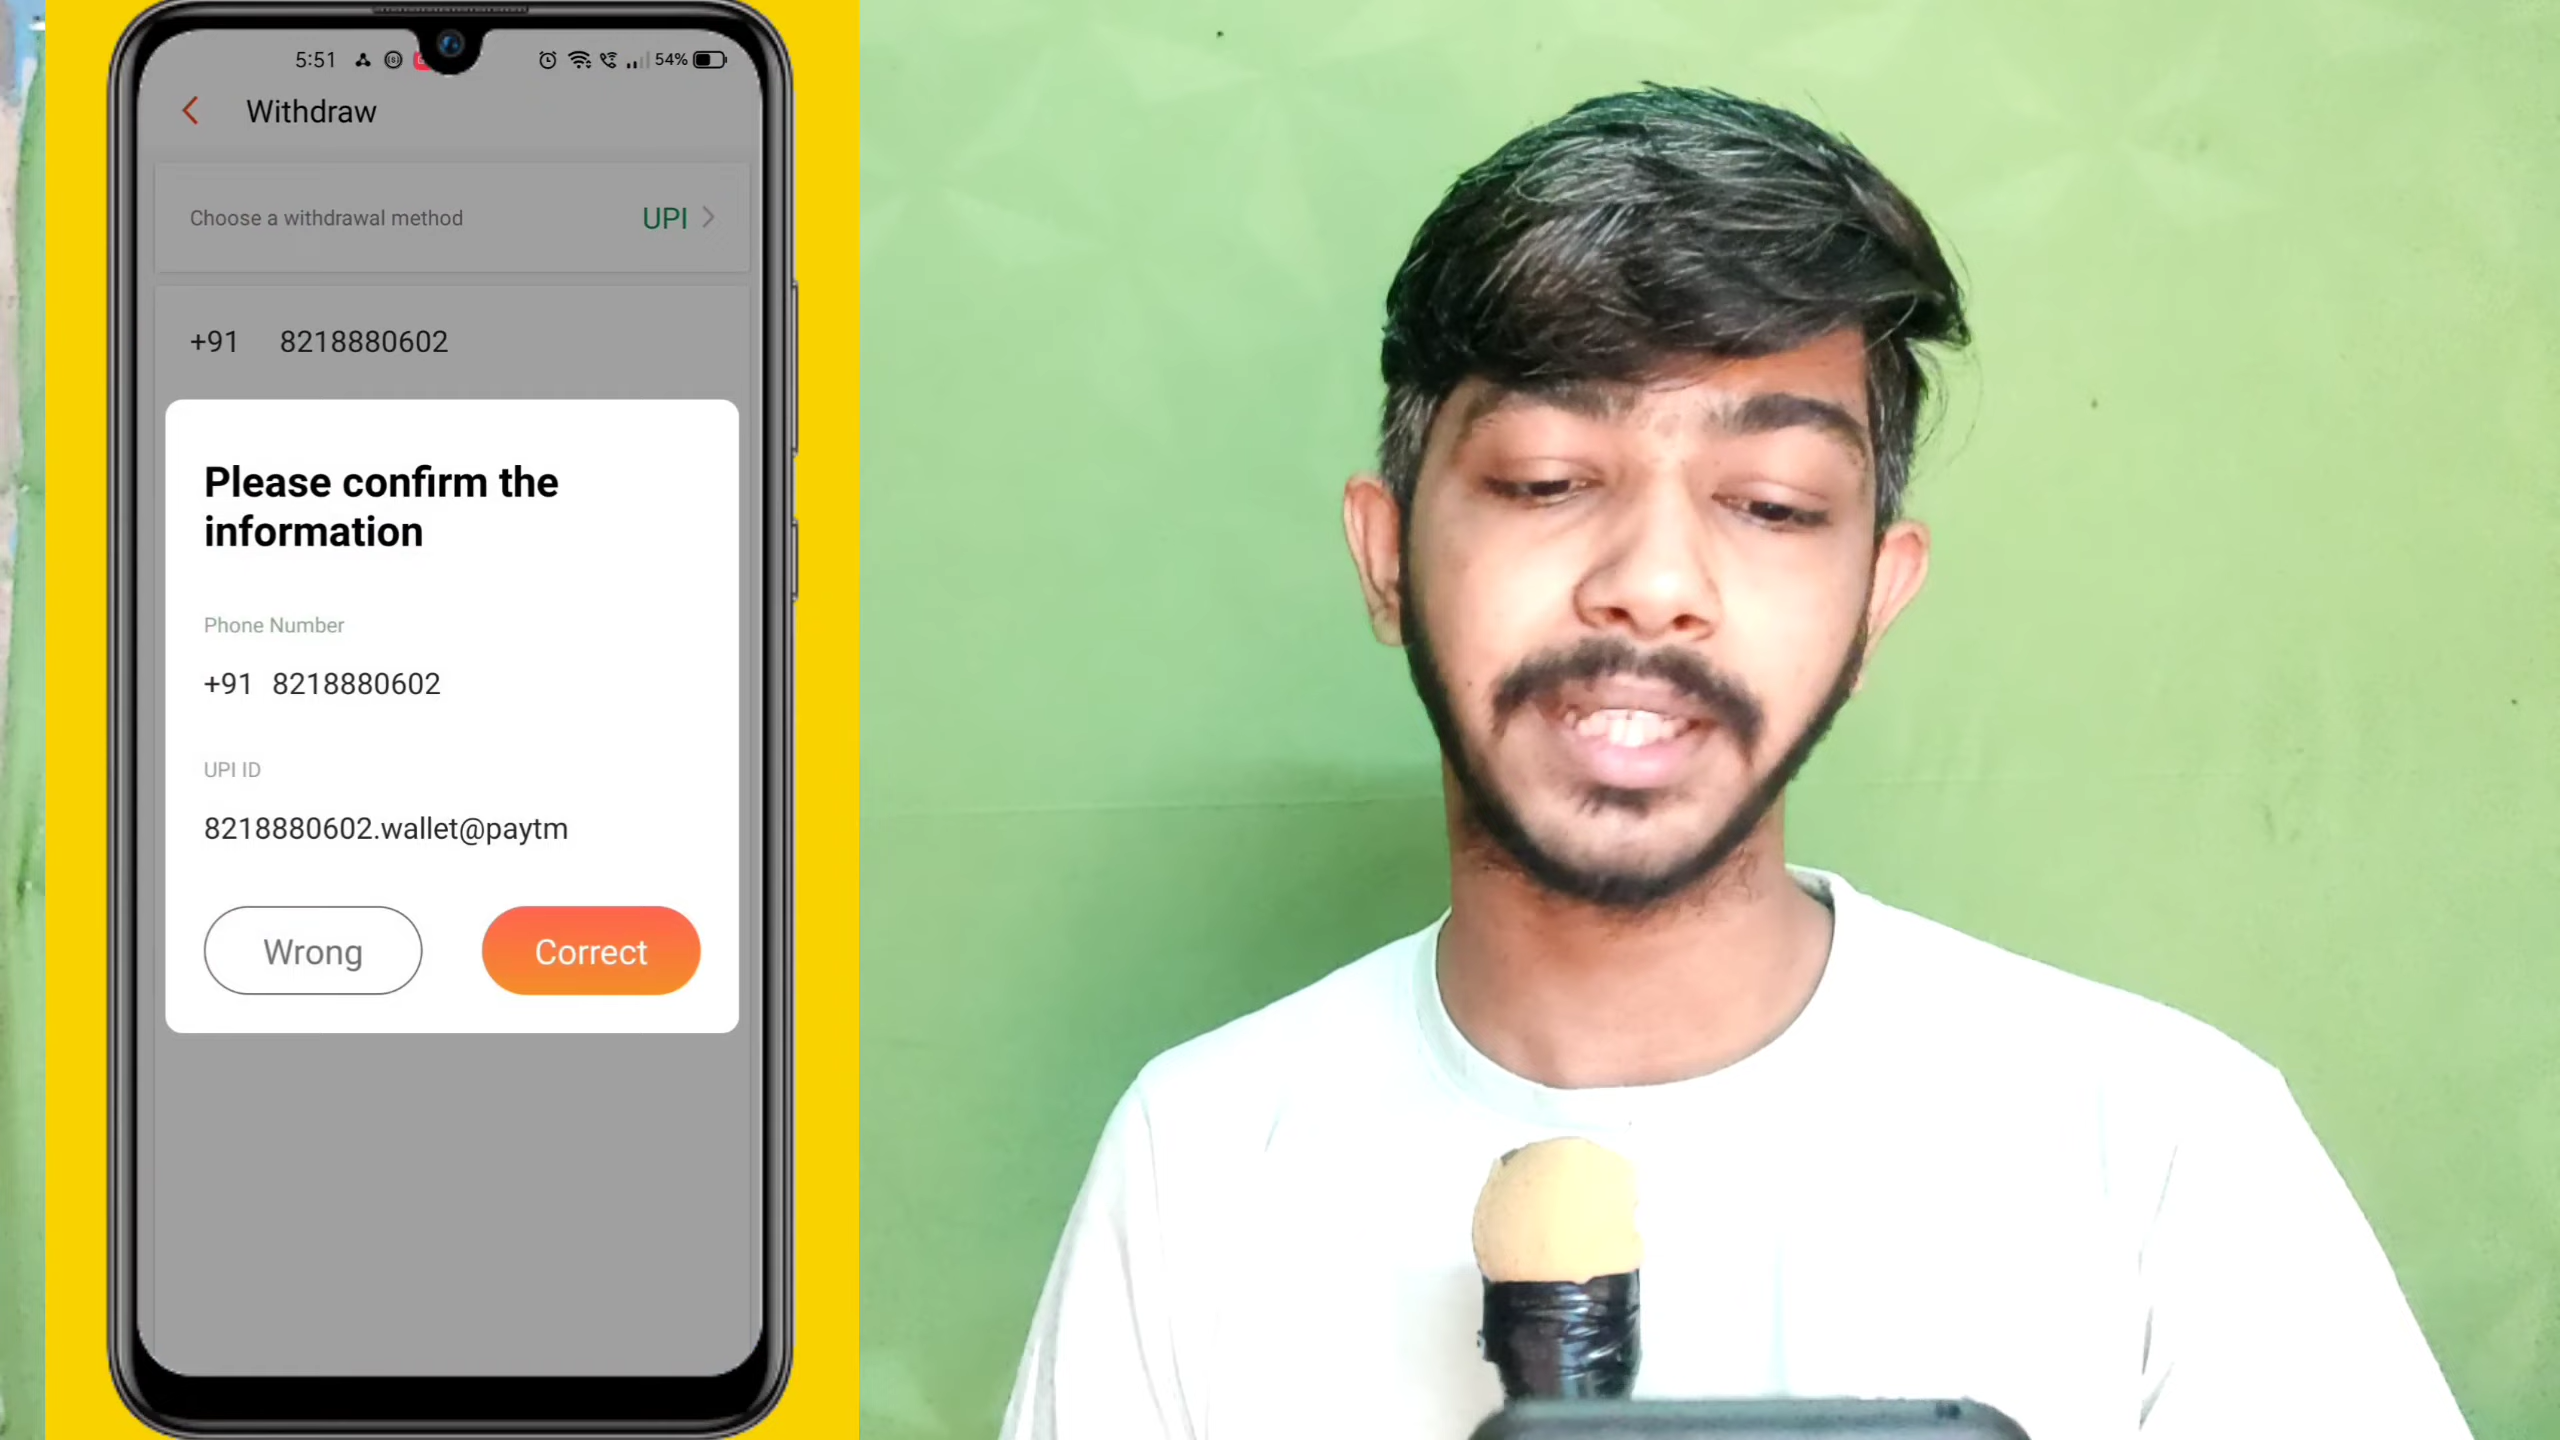 5:51 54%
Withdraw
Choose a withdrawal method UPI
+91 8218880602
Please confirm the
information
Phone Number
+91 8218880602
UPI ID
8218880602.wallet@paytm
Wrong Correct